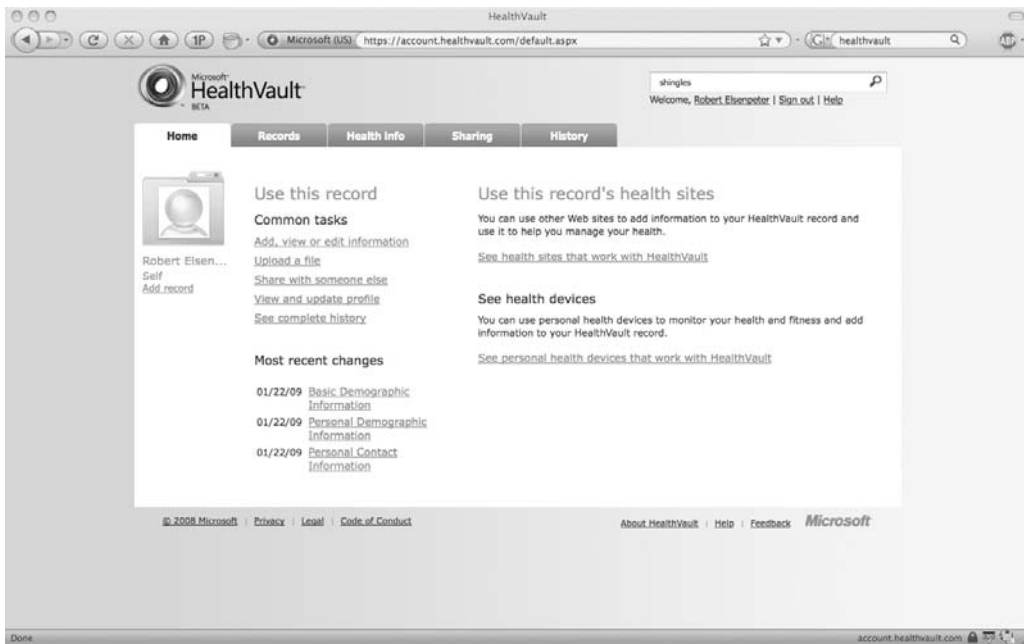 HealthVault
1P
Microsoft (US)
https://account.healthvault.com/default.aspx
healthvault
Microsoft
HealthVault
BETA
shingles
Welcome, Robert Elsenpeter | Sign out | Help
Home
Records
Health info
Sharing
History
Robert Elsen...
Self
Add record
Use this record
Common tasks
Add, view or edit information
Upload a file
Share with someone else
View and update profile
See complete history
Most recent changes
01/22/09 Basic Demographic
Information
01/22/09 Personal Demographic
Information
01/22/09 Personal Contact
Information
Use this record's health sites
You can use other Web sites to add information to your HealthVault record and
use it to help you manage your health.
See health sites that work with HealthVault
See health devices
You can use personal health devices to monitor your health and fitness and add
information to your HealthVault record.
See personal health devices that work with HealthVault
© 2008 Microsoft | Privacy | Legal | Code of Conduct
About HealthVault | Help | Feedback Microsoft
Done
account.healthvault.com